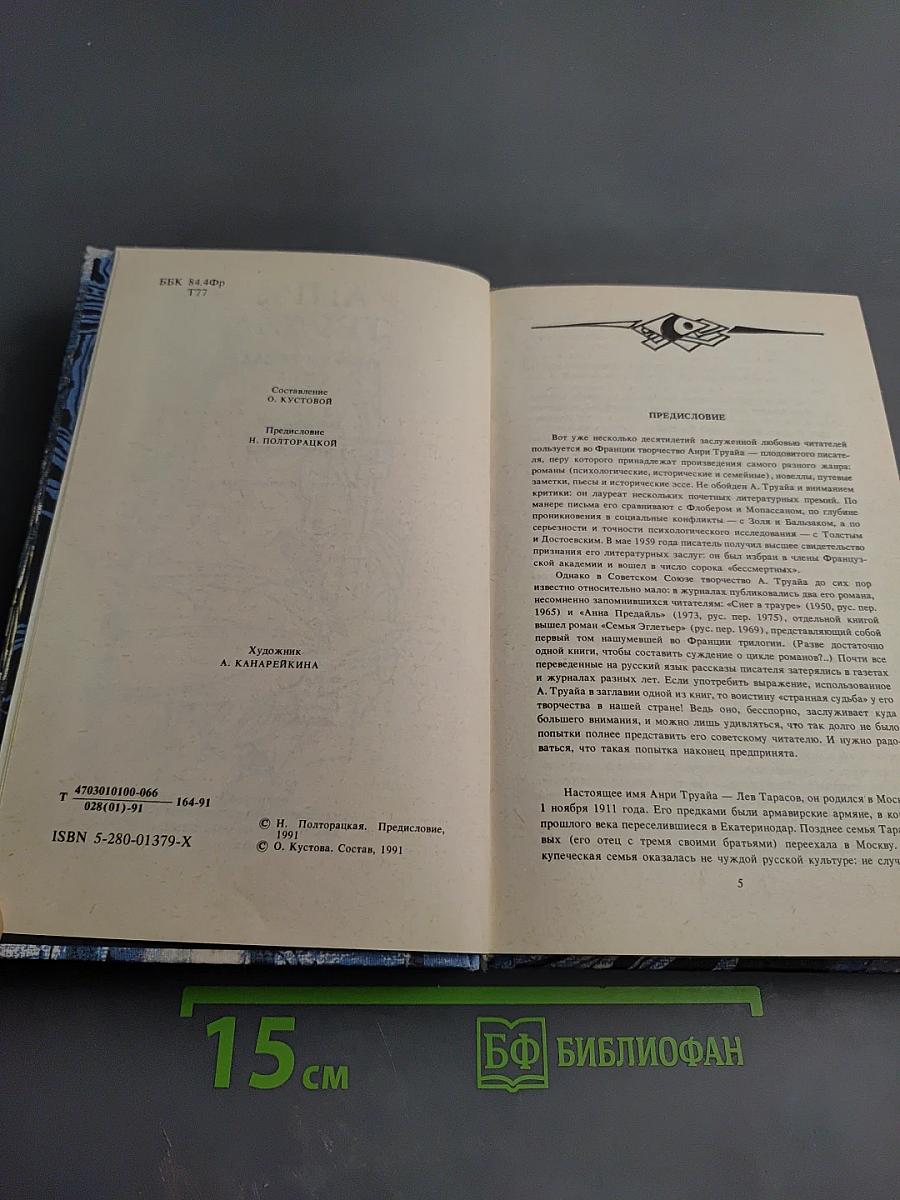 ББК 84.4Фр
Т77
Составление
О. КУСТОВОЙ
Предисловие
Н. ПОЛТОРАЦКОЙ
Художник
А. КАНАРЕЙКИНА
Т 4703010100-066
028(01)-91
164-91
ISBN 5-280-01379-X
© Н. Полторацкая. Предисловие,
1991
© О. Кустова. Состав, 1991
ПРЕДИСЛОВИЕ
Вот уже несколько десятилетий заслуженной любовью читателей
пользуется во Франции творчество Анри Труайа — плодовитого писате-
ля, перу которого принадлежат произведения самого разного жанра:
романы (психологические, исторические и семейные), новеллы, путевые
заметки, пьесы и исторические эссе. Не обойден А. Труайа и вниманием
критики: он лауреат нескольких почетных литературных премий. По
манере письма его сравнивают с Флобером и Мопассаном, по глубине
проникновения в социальные конфликты — с Золя и Бальзаком, а по
серьезности и точности психологического исследования — с Толстым
и Достоевским. В мае 1959 года писатель получил высшее свидетельство
признания его литературных заслуг: он был избран в члены Француз-
ской академии и вошел в число сорока «бессмертных».
Однако в Советском Союзе творчество А. Труайа до сих пор
известно относительно мало: в журналах публиковались два его романа,
несомненно запомнившихся читателям: «Снег в трауре» (1950, рус. пер.
1965) и «Анна Предайль» (1973, рус. пер. 1975), отдельной книгой
вышел роман «Семья Эглетьер» (рус. пер. 1969), представляющий собой
первый том нашумевшей во Франции трилогии. (Разве достаточно
одной книги, чтобы составить суждение о цикле романов?..) Почти все
переведенные на русский язык рассказы писателя затерялись в газетах
и журналах разных лет. Если употребить выражение, использованное
А. Труайа в заглавии одной из книг, то воистину «странная судьба» у его
творчества в нашей стране! Ведь оно, бесспорно, заслуживает куда
большего внимания, и можно лишь удивляться, что так долго не было
попытки полнее представить его советскому читателю. И нужно радо-
ваться, что такая попытка наконец предпринята.
Настоящее имя Анри Труайа — Лев Тарасов, он родился в Моск
1 ноября 1911 года. Его предками были армавирские армяне, в ко
прошлого века переселившиеся в Екатеринодар. Позднее семья Тара
вых (его отец с тремя своими братьями) переехала в Москву.
купеческая семья оказалась не чуждой русской культуре: не случ
5
15 см
БФ БИБЛИОФАН